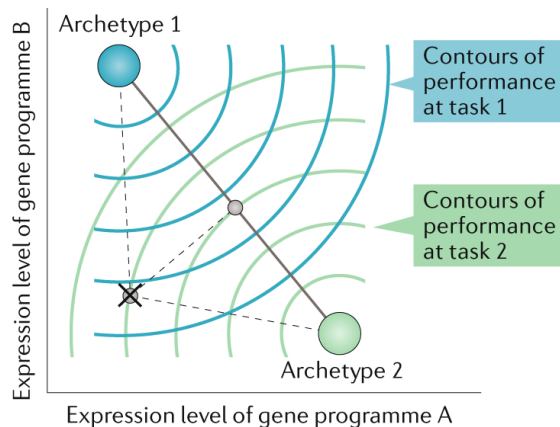 Archetype 1
Contours of
performance
at task 1
Contours of
performance
at task 2
Archetype 2
Expression level of gene programme B
Expression level of gene programme A